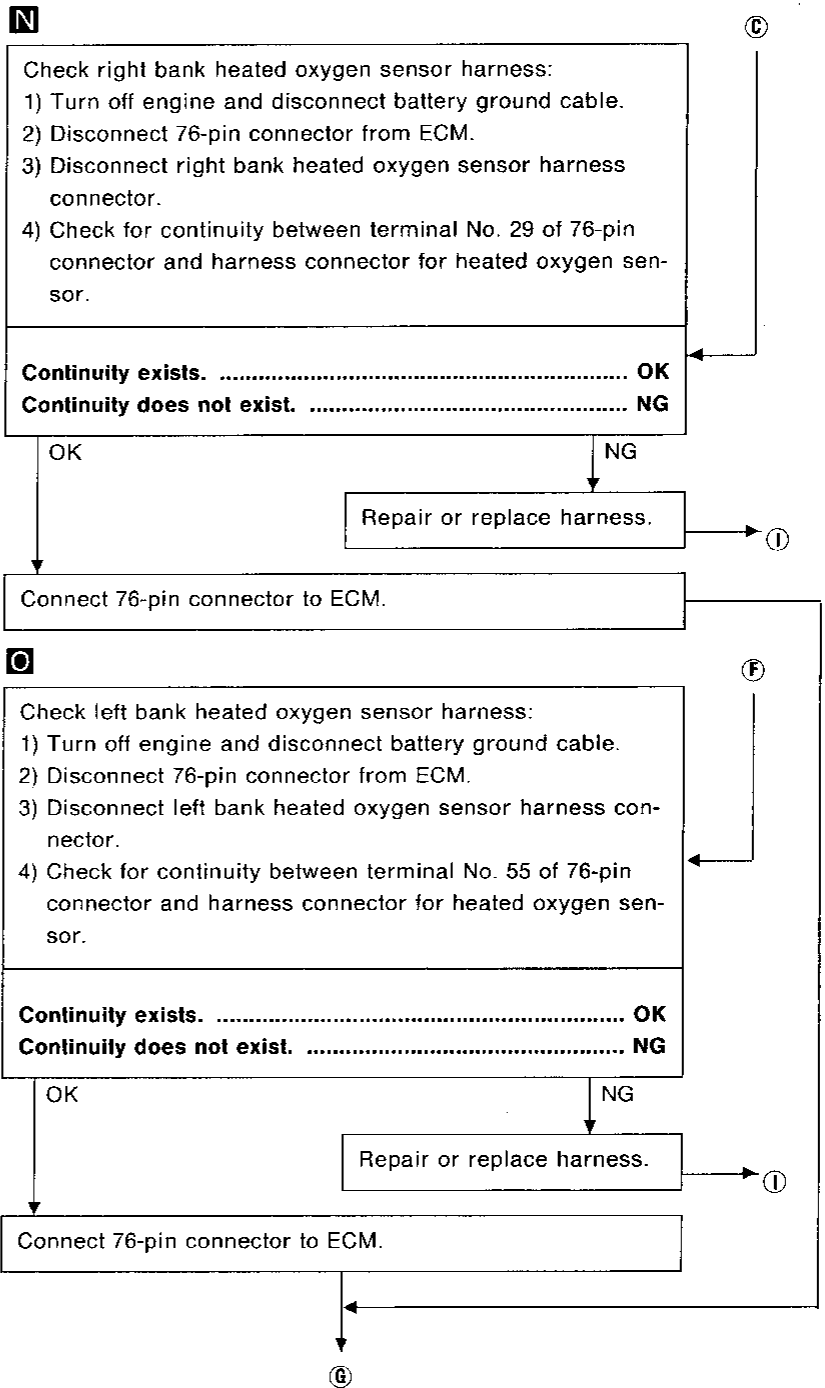 N
Ⓒ
Check right bank heated oxygen sensor harness:
1) Turn off engine and disconnect battery ground cable.
2) Disconnect 76-pin connector from ECM.
3) Disconnect right bank heated oxygen sensor harness
connector.
4) Check for continuity between terminal No. 29 of 76-pin
connector and harness connector for heated oxygen sen-
sor.
Continuity exists. ................................................................ OK
Continuity does not exist. .................................................. NG
OK
NG
Repair or replace harness.
Ⓘ
Connect 76-pin connector to ECM.
O
Ⓕ
Check left bank heated oxygen sensor harness:
1) Turn off engine and disconnect battery ground cable.
2) Disconnect 76-pin connector from ECM.
3) Disconnect left bank heated oxygen sensor harness con-
nector.
4) Check for continuity between terminal No. 55 of 76-pin
connector and harness connector for heated oxygen sen-
sor.
Continuity exists. ................................................................ OK
Continuity does not exist. .................................................. NG
OK
NG
Repair or replace harness.
Ⓘ
Connect 76-pin connector to ECM.
Ⓖ